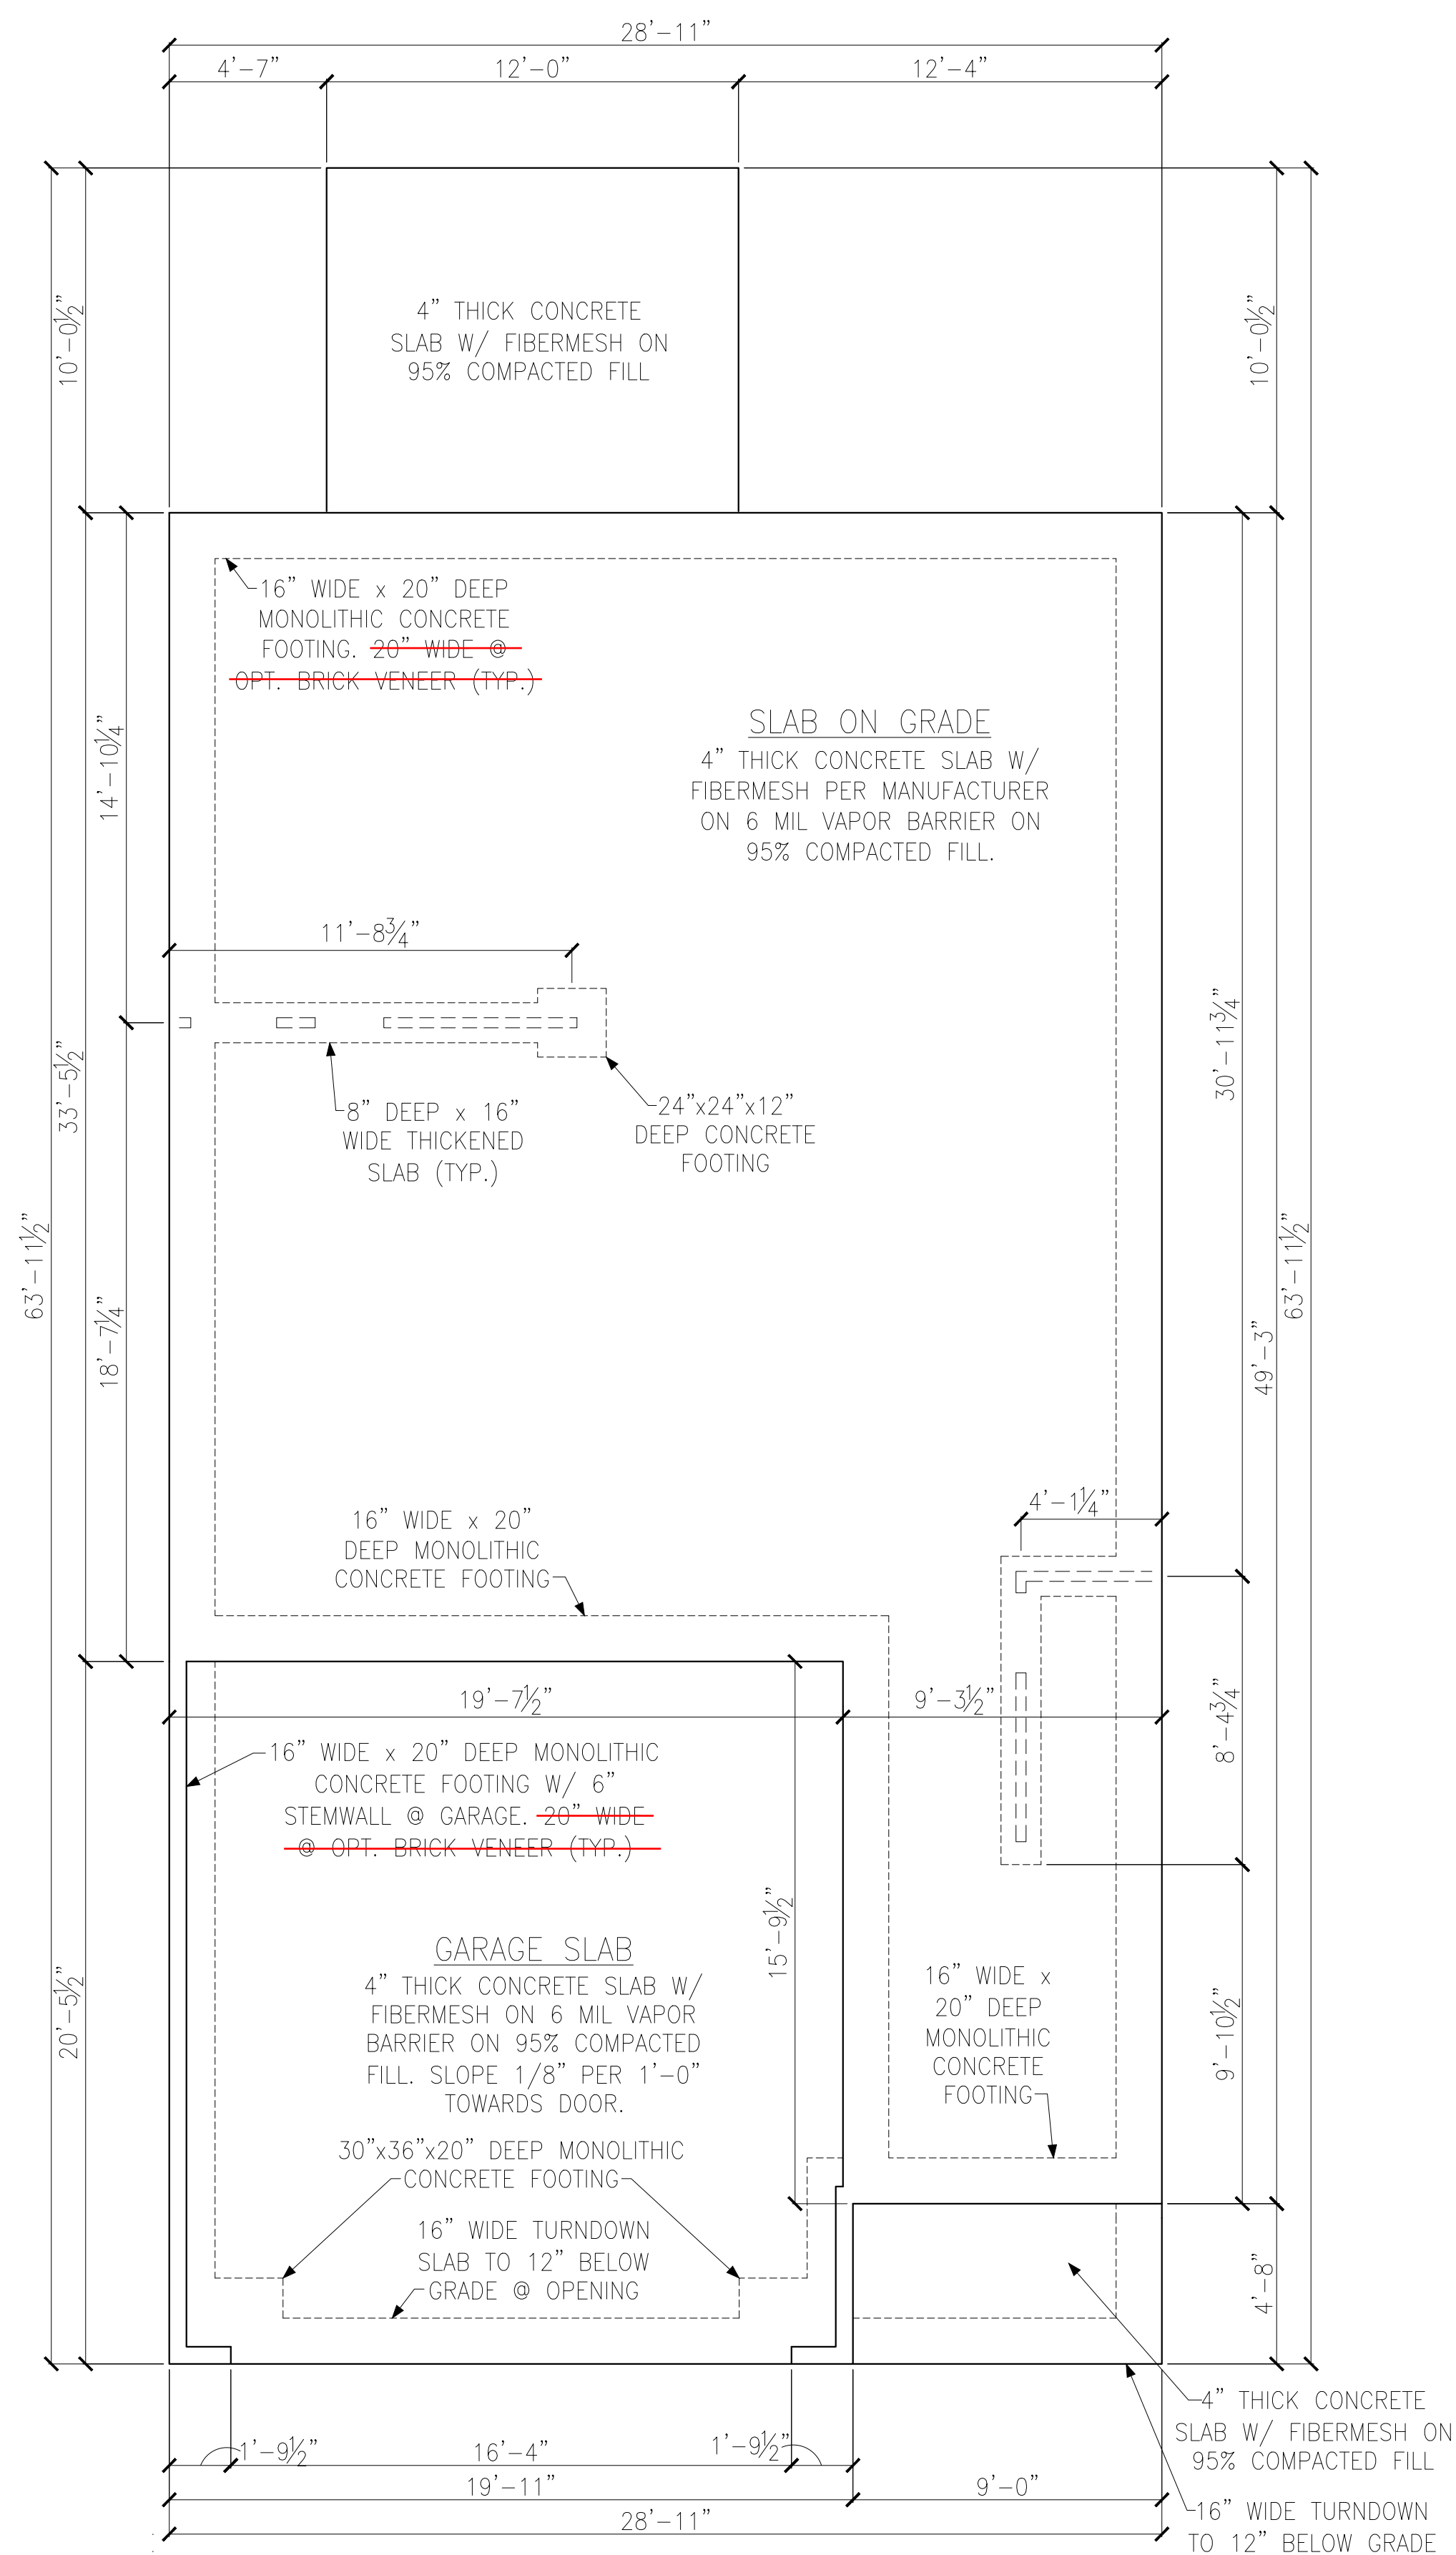 28'-11"
4'-7"
12'-0"
12'-4"
10'-0½"
10'-0½"
4" THICK CONCRETE
SLAB W/ FIBERMESH ON
95% COMPACTED FILL
16" WIDE x 20" DEEP
MONOLITHIC CONCRETE
FOOTING. 20" WIDE @
OPT. BRICK VENEER (TYP.)
SLAB ON GRADE
4" THICK CONCRETE SLAB W/
FIBERMESH PER MANUFACTURER
ON 6 MIL VAPOR BARRIER ON
95% COMPACTED FILL.
14'-10¼"
11'-8¾"
33'-5½"
30'-11¾"
8" DEEP x 16"
WIDE THICKENED
SLAB (TYP.)
24"x24"x12"
DEEP CONCRETE
FOOTING
63'-11½"
63'-11½"
18'-7¼"
49'-3"
4'-1¼"
16" WIDE x 20"
DEEP MONOLITHIC
CONCRETE FOOTING
19'-7½"
9'-3½"
8'-4¾"
16" WIDE x 20" DEEP MONOLITHIC
CONCRETE FOOTING W/ 6"
STEMWALL @ GARAGE. 20" WIDE
@ OPT. BRICK VENEER (TYP.)
15'-9½"
GARAGE SLAB
4" THICK CONCRETE SLAB W/
FIBERMESH ON 6 MIL VAPOR
BARRIER ON 95% COMPACTED
FILL. SLOPE 1/8" PER 1'-0"
TOWARDS DOOR.
20'-5½"
9'-10½"
16" WIDE x
20" DEEP
MONOLITHIC
CONCRETE
FOOTING
30"x36"x20" DEEP MONOLITHIC
CONCRETE FOOTING
16" WIDE TURNDOWN
SLAB TO 12" BELOW
GRADE @ OPENING
4'-8"
4" THICK CONCRETE
SLAB W/ FIBERMESH ON
95% COMPACTED FILL
1'-9½"
16'-4"
1'-9½"
19'-11"
9'-0"
16" WIDE TURNDOWN
TO 12" BELOW GRADE
28'-11"